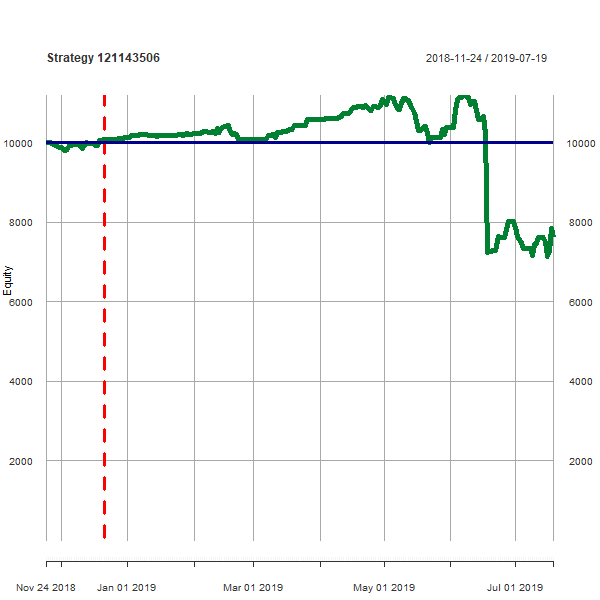 Strategy 121143506
2018-11-24 / 2019-07-19
10000
10000
8000
8000
6000
6000
4000
4000
2000
2000
Equity
Nov 24 2018
Jan 01 2019
Mar 01 2019
May 01 2019
Jul 01 2019